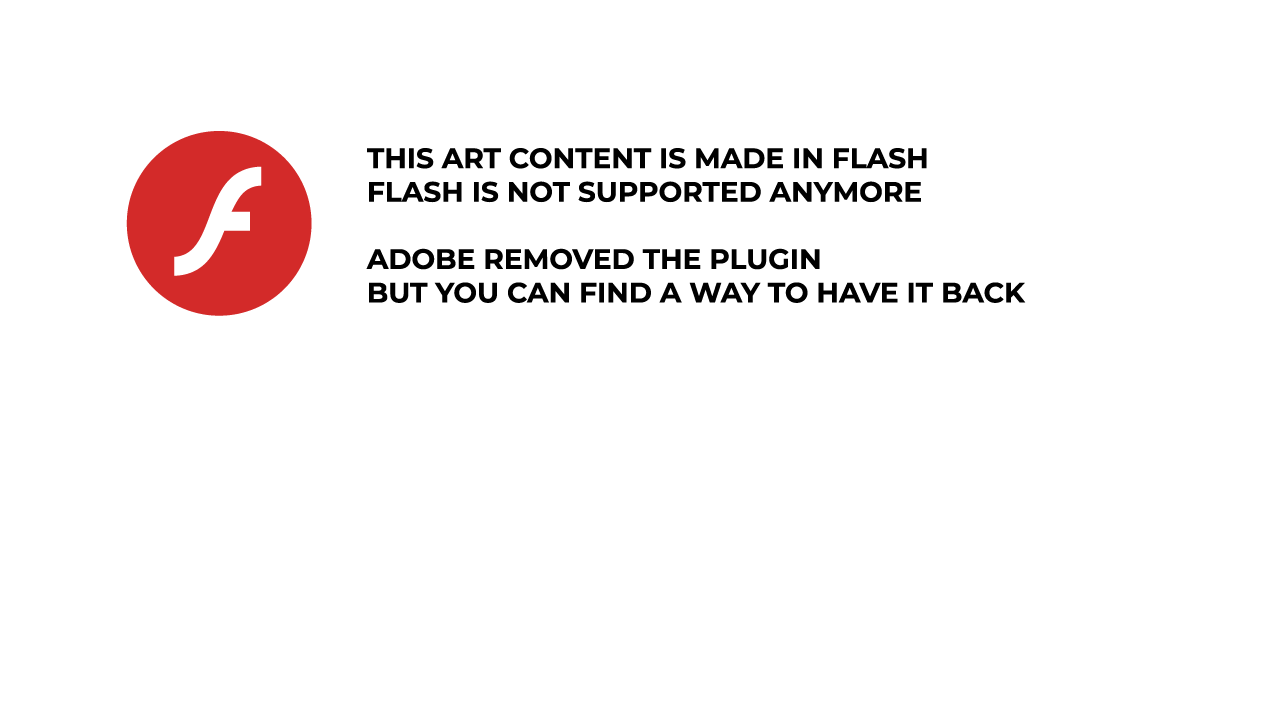 THIS ART CONTENT IS MADE IN FLASH
FLASH IS NOT SUPPORTED ANYMORE
ADOBE REMOVED THE PLUGIN
BUT YOU CAN FIND A WAY TO HAVE IT BACK